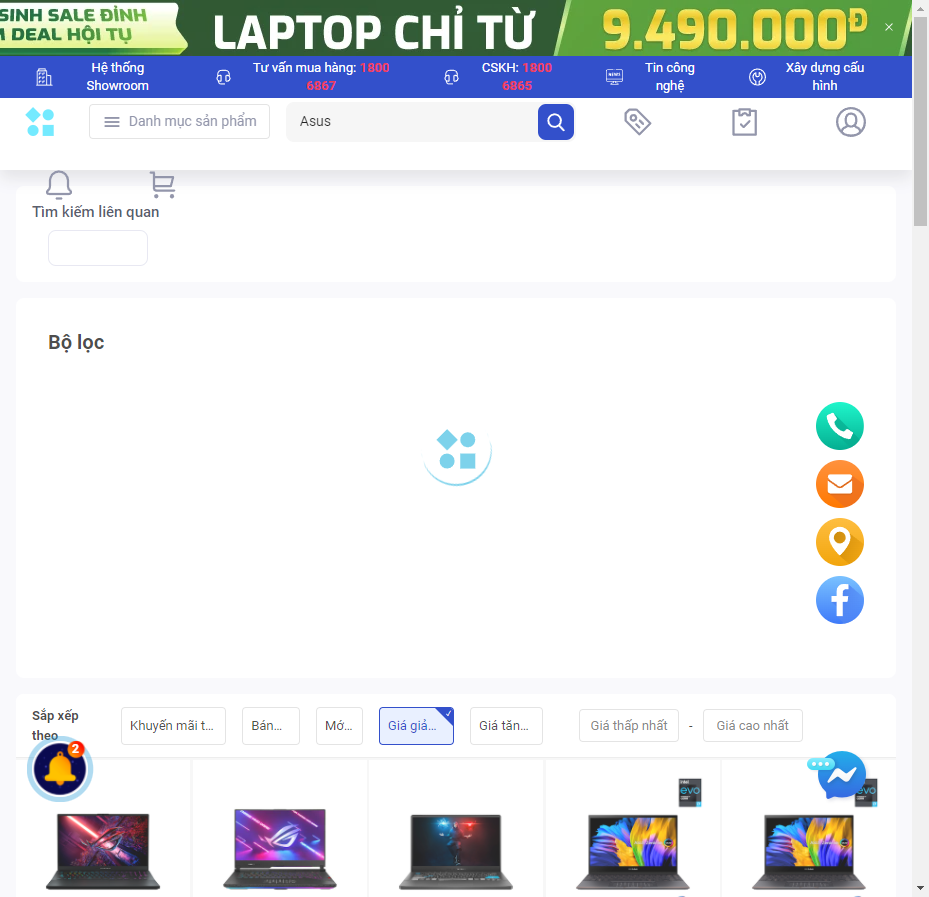 SINH SALE ĐỈNH
DEAL HỘI TỤ
LAPTOP CHỈ TỪ
9.490.000Đ
Hệ thống
Showroom
Tư vấn mua hàng: 1800
6867
CSKH: 1800
6865
NEWS
Tin công
nghệ
Xây dựng cấu
hình
Danh mục sản phẩm
Asus
Tìm kiếm liên quan
Bộ lọc
Sắp xếp
theo
Khuyến mãi t...
Bán...
Mớ...
Giá giả...
Giá tăn...
Giá thấp nhất
-
Giá cao nhất
2
intel
evo
evo